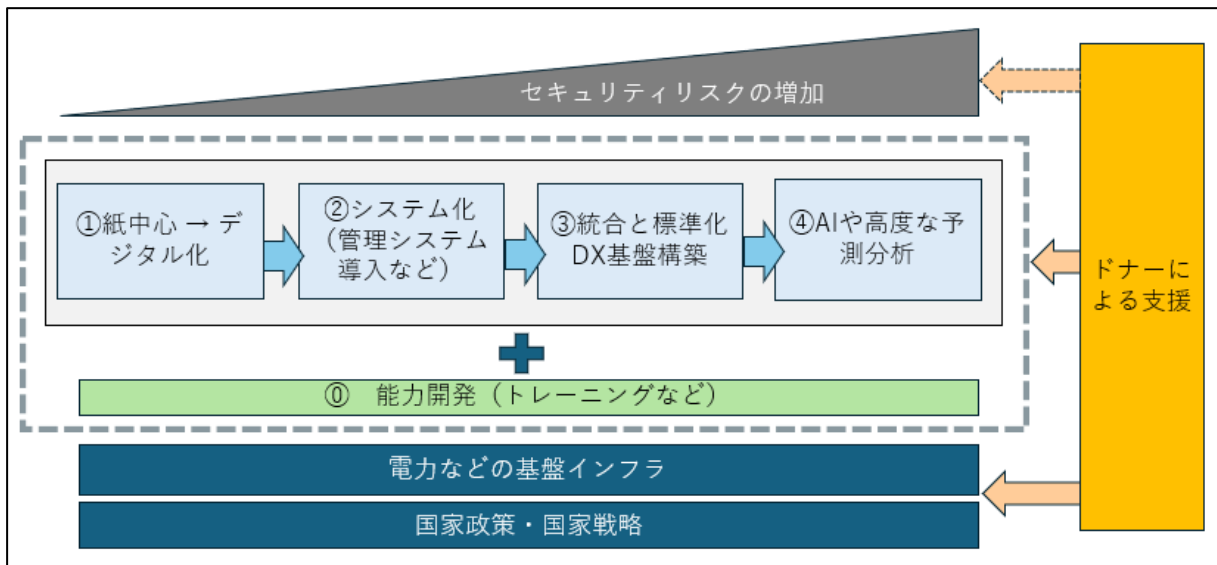 セキュリティリスクの増加
①紙中心 → デ
ジタル化
②システム化
(管理システム
導入など)
③統合と標準化
DX基盤構築
④AIや高度な予
測分析
ドナーに
よる支援
⓪ 能力開発（トレーニングなど）
電力などの基盤インフラ
国家政策・国家戦略